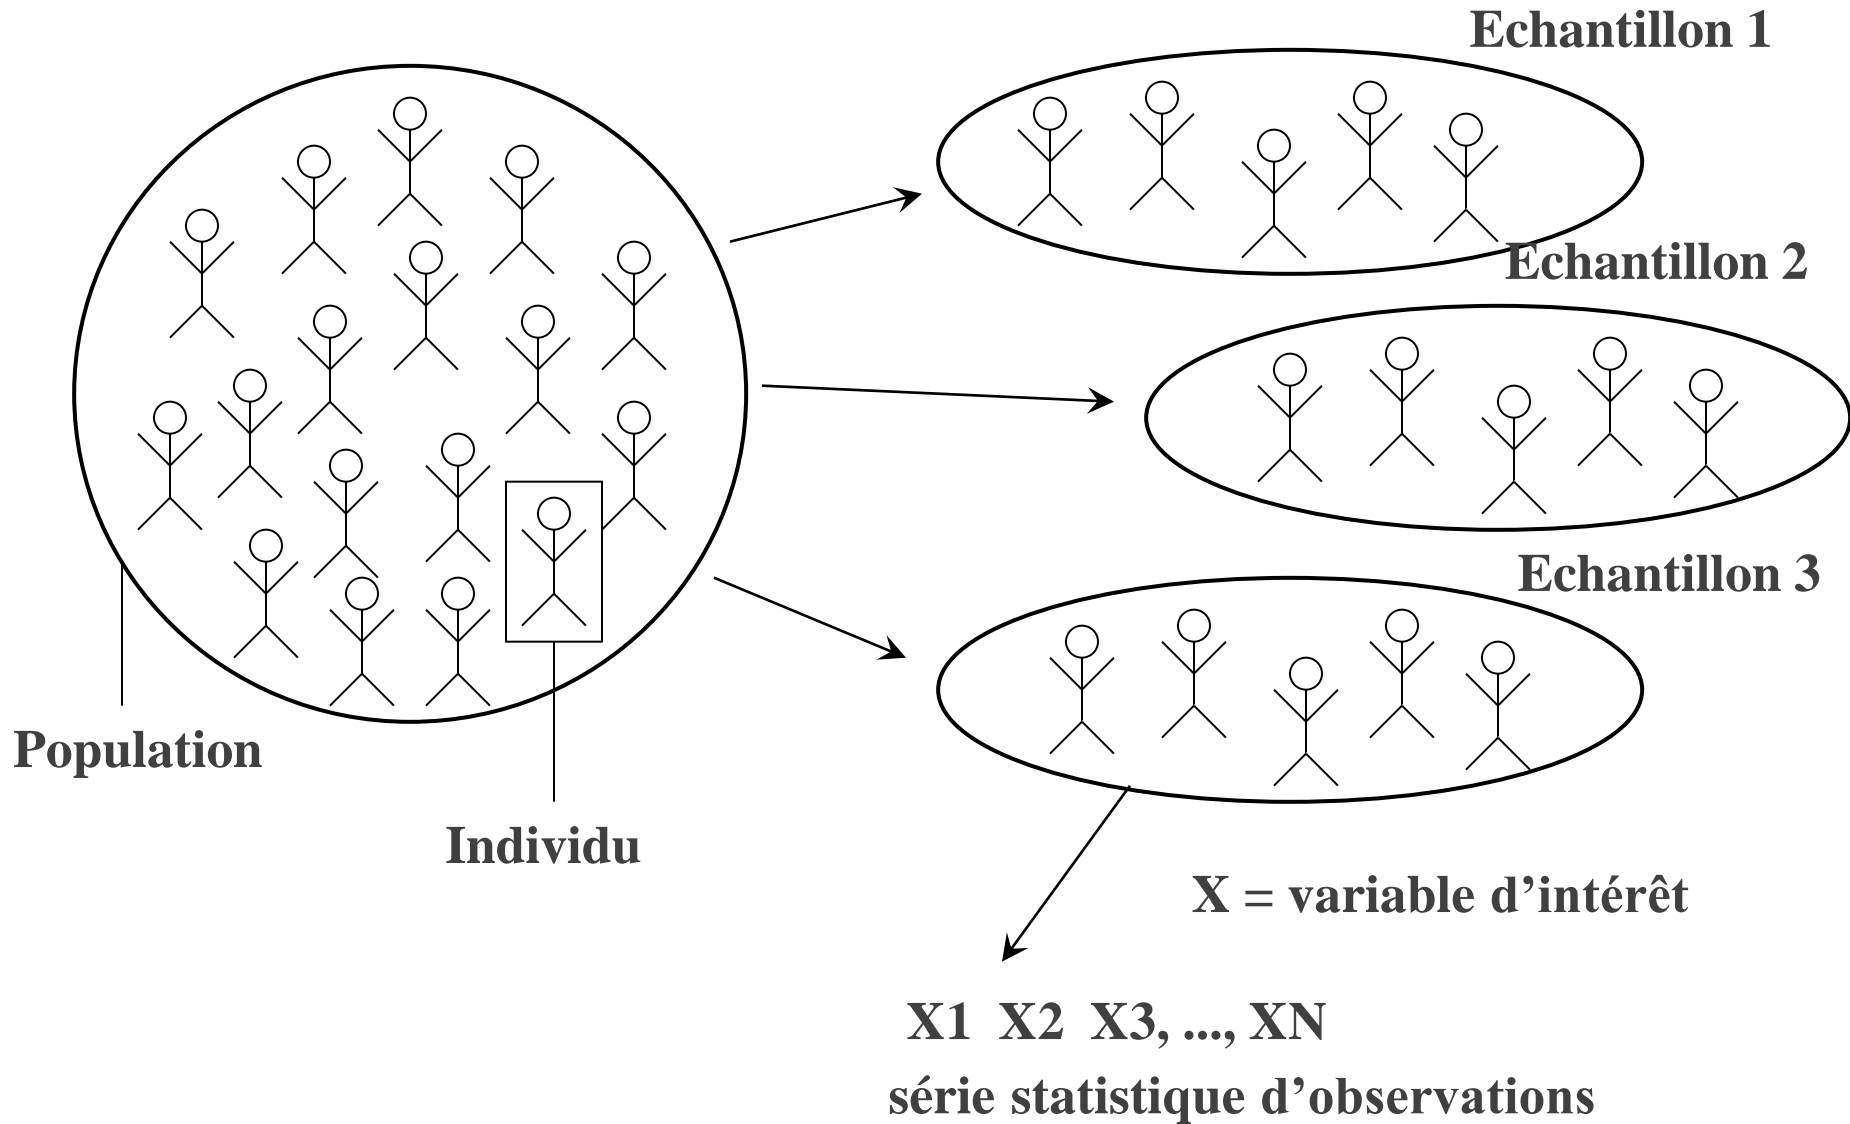 Echantillon 1
Echantillon 2
Echantillon 3
Population
Individu
X = variable d’intérêt
X1 X2 X3, ..., XN
série statistique d’observations